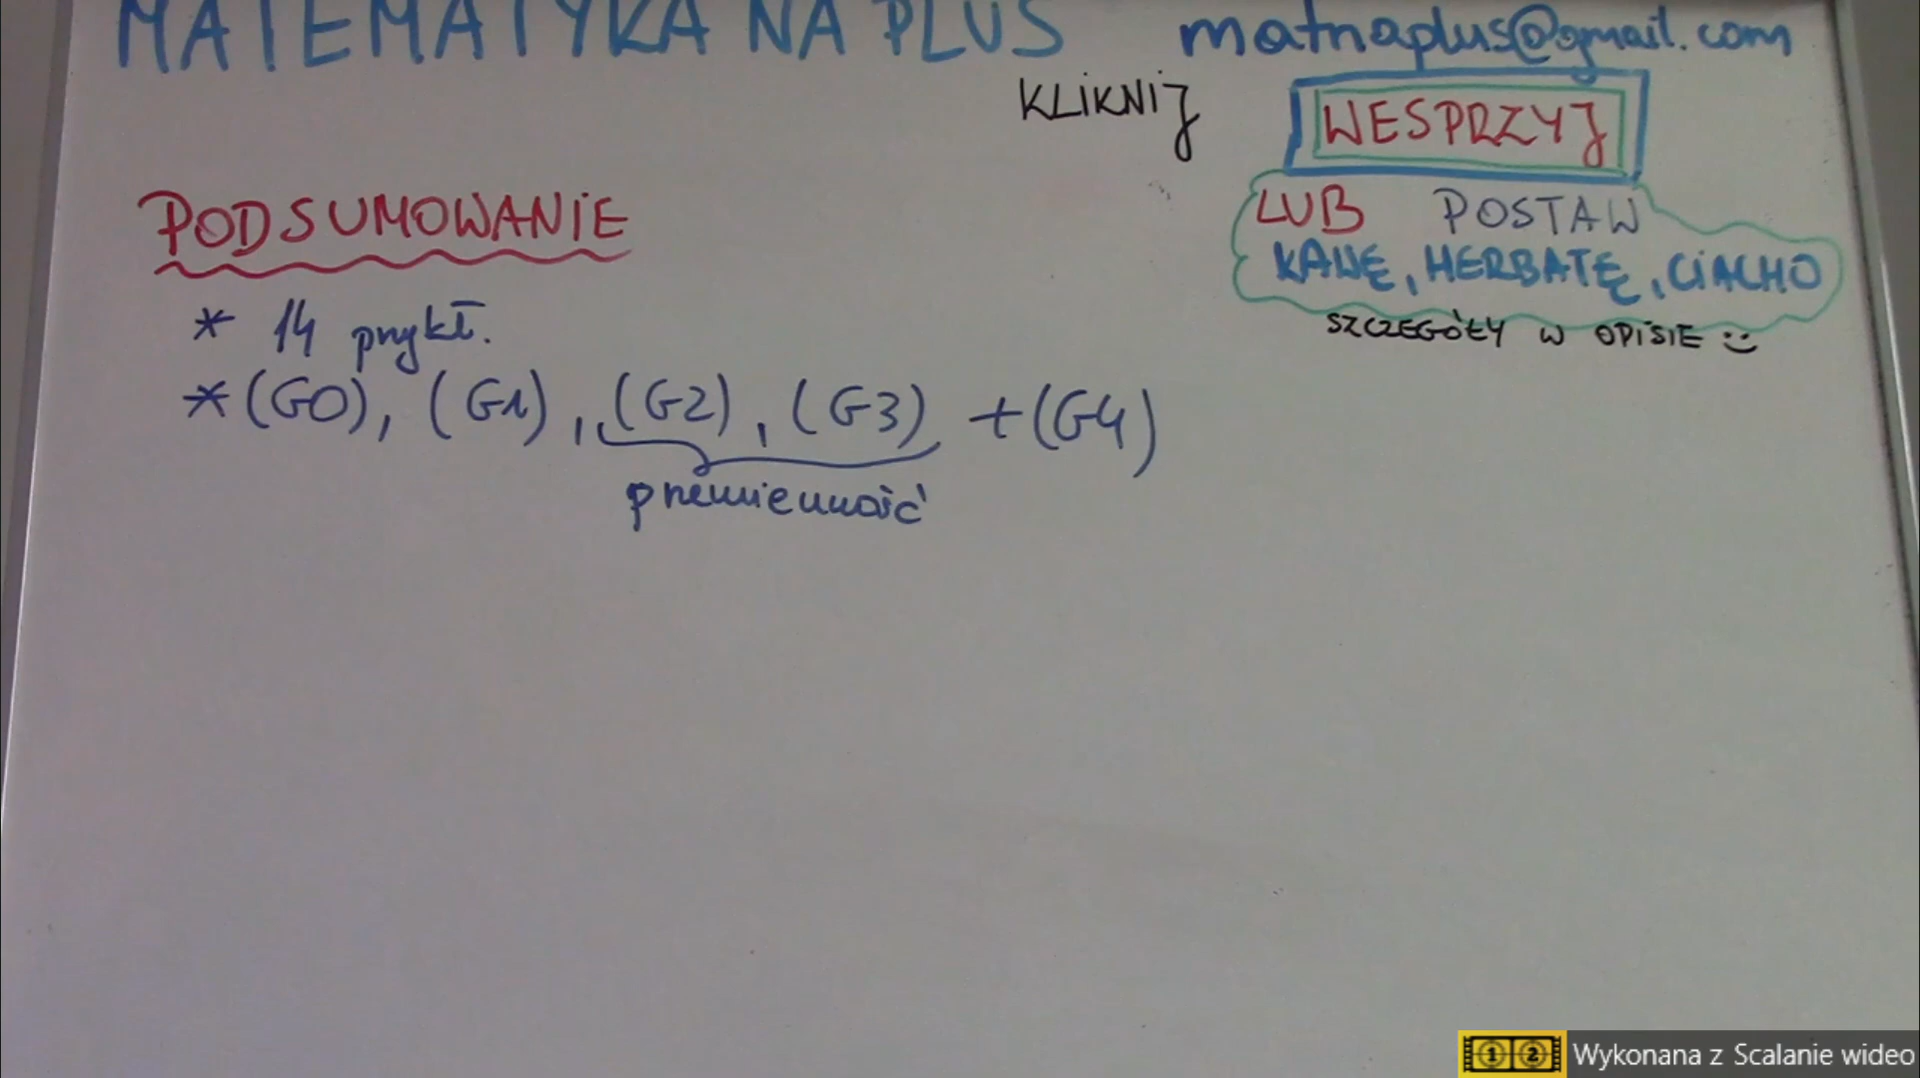 MATEMATYKA NA PLUS matnaplus@gmail.com
KLIKNIJ WESPRZYJ
LUB POSTAW
KAWĘ, HERBATĘ, CIACHO
SZCZEGÓŁY W OPISIE :)
PODSUMOWANIE
* 14 przykł.
* (G0), (G1), (G2), (G3) + (G4)
przemienność
Wykonana z Scalanie wideo